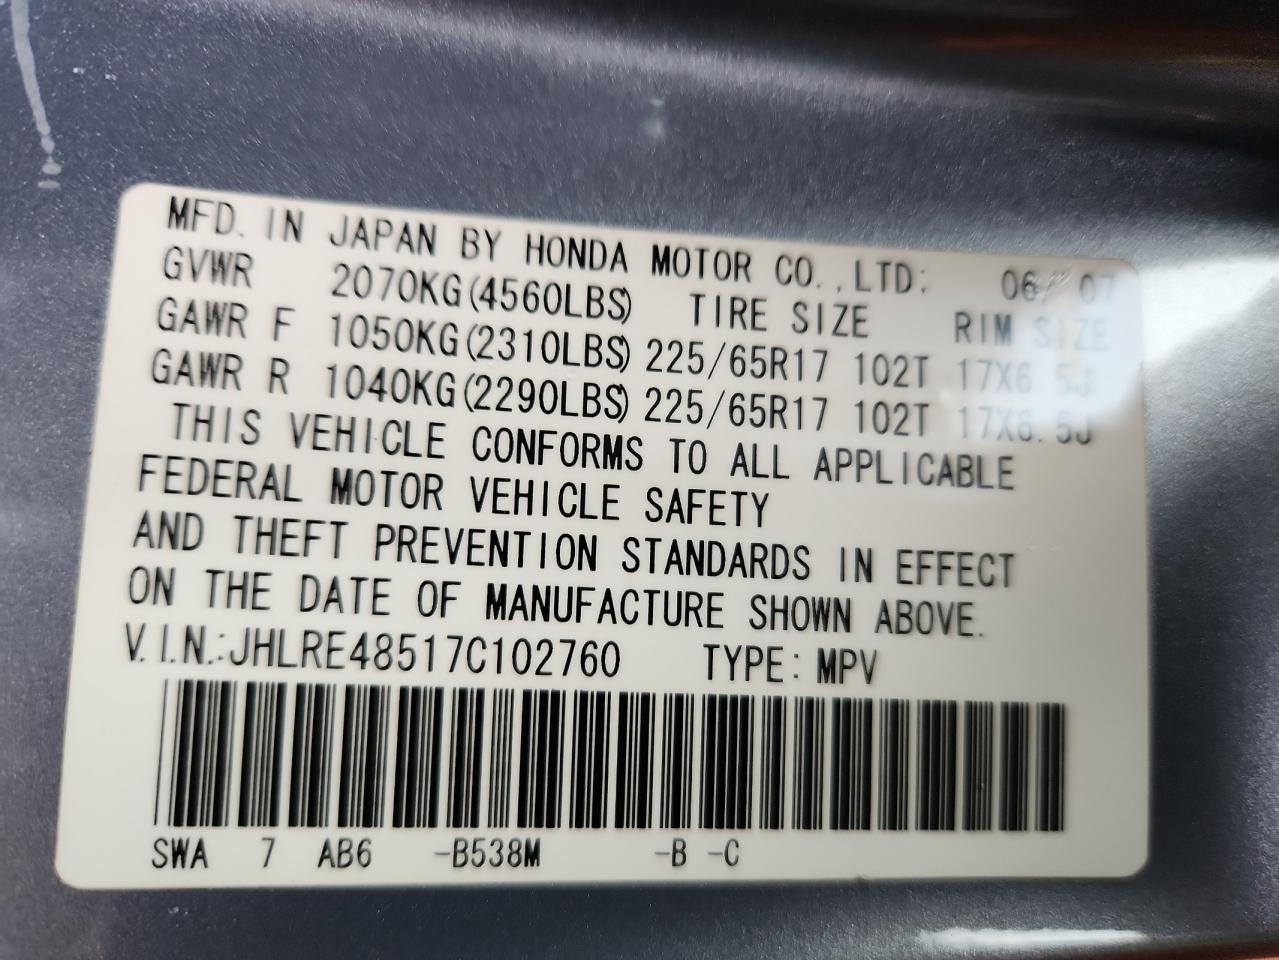 MFD. IN JAPAN BY HONDA MOTOR CO.,LTD: 06/ 07
GVWR 2070KG(4560LBS) TIRE SIZE RIM SIZE
GAWR F 1050KG(2310LBS) 225/65R17 102T 17X6.5J
GAWR R 1040KG(2290LBS) 225/65R17 102T 17X6.5J
THIS VEHICLE CONFORMS TO ALL APPLICABLE
FEDERAL MOTOR VEHICLE SAFETY
AND THEFT PREVENTION STANDARDS IN EFFECT
ON THE DATE OF MANUFACTURE SHOWN ABOVE.
V.I.N.:JHLRE48517C102760 TYPE: MPV
SWA 7 AB6 -B538M -B -C